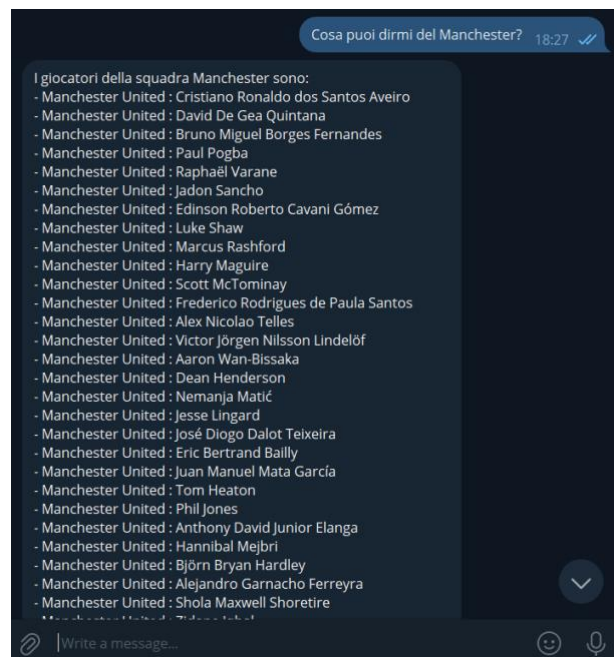 Cosa puoi dirmi del Manchester? 18:27
I giocatori della squadra Manchester sono:
- Manchester United : Cristiano Ronaldo dos Santos Aveiro
- Manchester United : David De Gea Quintana
- Manchester United : Bruno Miguel Borges Fernandes
- Manchester United : Paul Pogba
- Manchester United : Raphaël Varane
- Manchester United : Jadon Sancho
- Manchester United : Edinson Roberto Cavani Gómez
- Manchester United : Luke Shaw
- Manchester United : Marcus Rashford
- Manchester United : Harry Maguire
- Manchester United : Scott McTominay
- Manchester United : Frederico Rodrigues de Paula Santos
- Manchester United : Alex Nicolao Telles
- Manchester United : Victor Jörgen Nilsson Lindelöf
- Manchester United : Aaron Wan-Bissaka
- Manchester United : Dean Henderson
- Manchester United : Nemanja Matić
- Manchester United : Jesse Lingard
- Manchester United : José Diogo Dalot Teixeira
- Manchester United : Eric Bertrand Bailly
- Manchester United : Juan Manuel Mata García
- Manchester United : Tom Heaton
- Manchester United : Phil Jones
- Manchester United : Anthony David Junior Elanga
- Manchester United : Hannibal Mejbri
- Manchester United : Björn Bryan Hardley
- Manchester United : Alejandro Garnacho Ferreyra
- Manchester United : Shola Maxwell Shoretire
- Manchester United : Zidane Iqbal
Write a message...